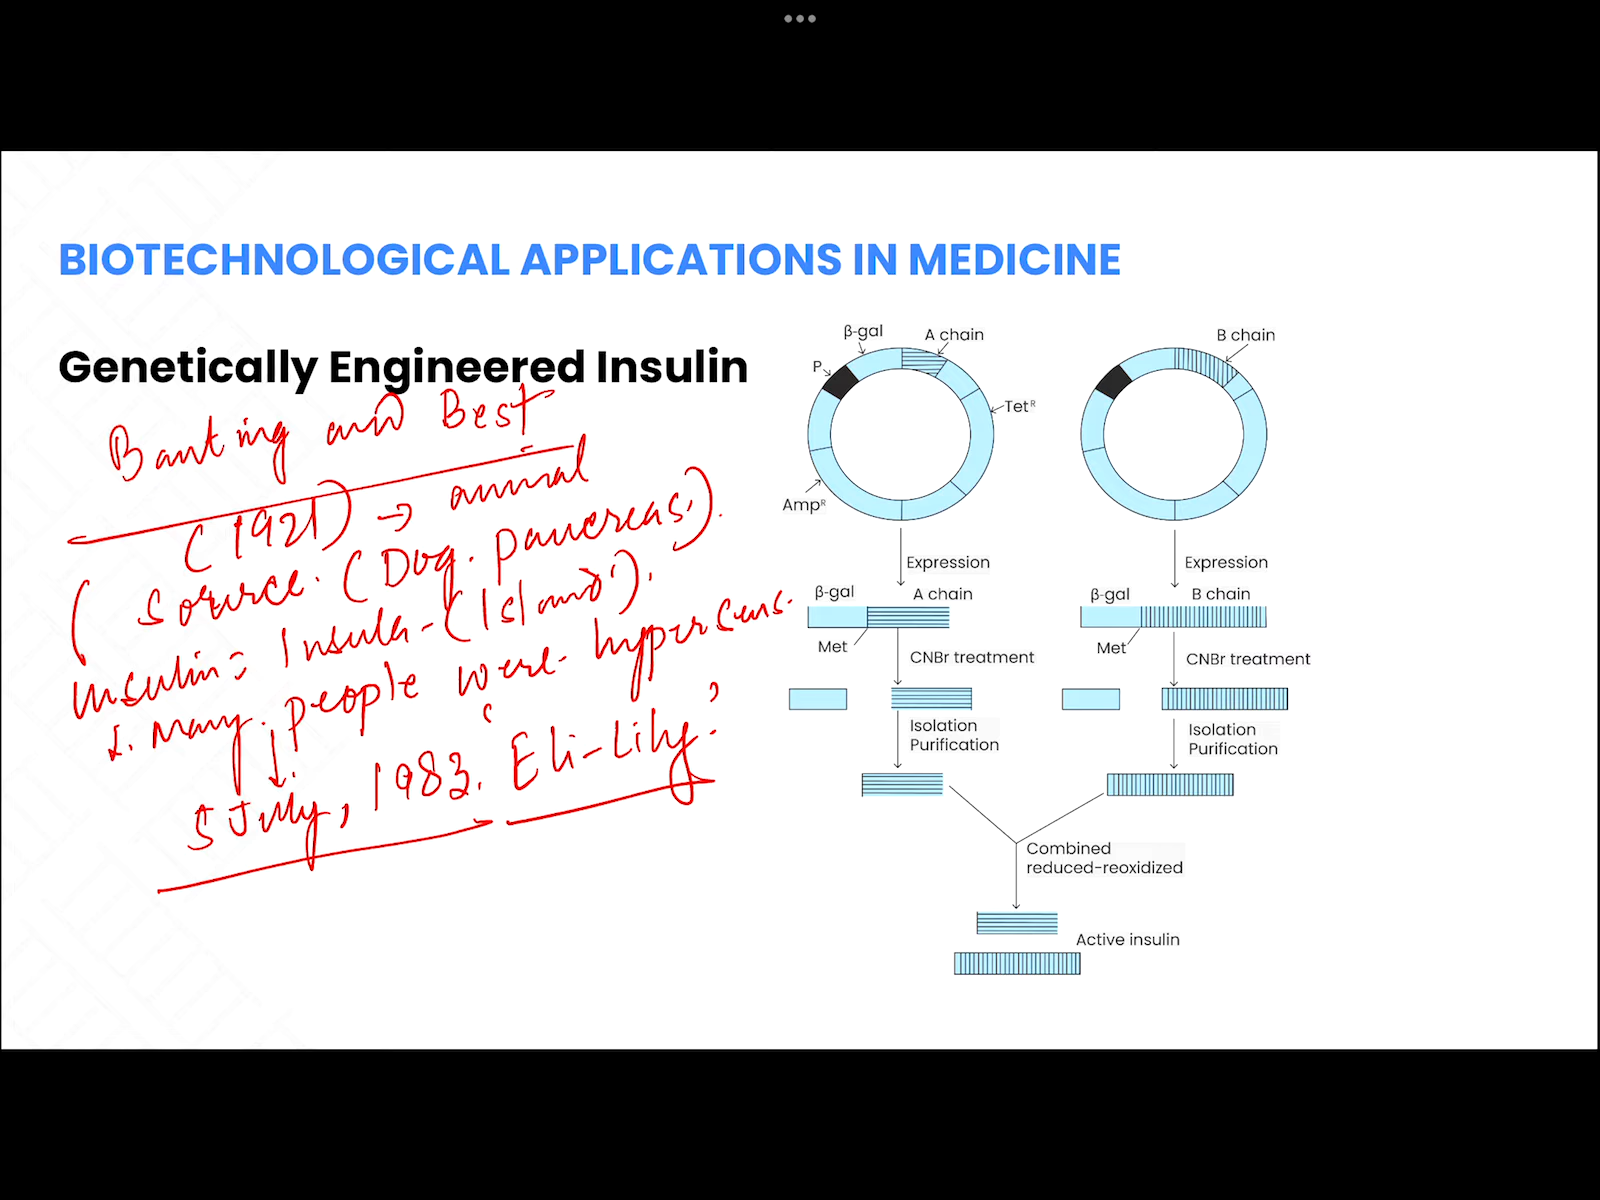 BIOTECHNOLOGICAL APPLICATIONS IN MEDICINE
Genetically Engineered Insulin
Banting and Best
(1921) → animal
( Source. (Dog. pancreas.).
Insulin = Insula - (Island).
& many people were hypersens.
↓
5 July, 1983. 'Eli-Lily.'
β-gal
A chain
P
TetR
AmpR
Expression
β-gal
A chain
Met
CNBr treatment
Isolation
Purification
B chain
Expression
β-gal
B chain
Met
CNBr treatment
Isolation
Purification
Combined
reduced-reoxidized
Active insulin